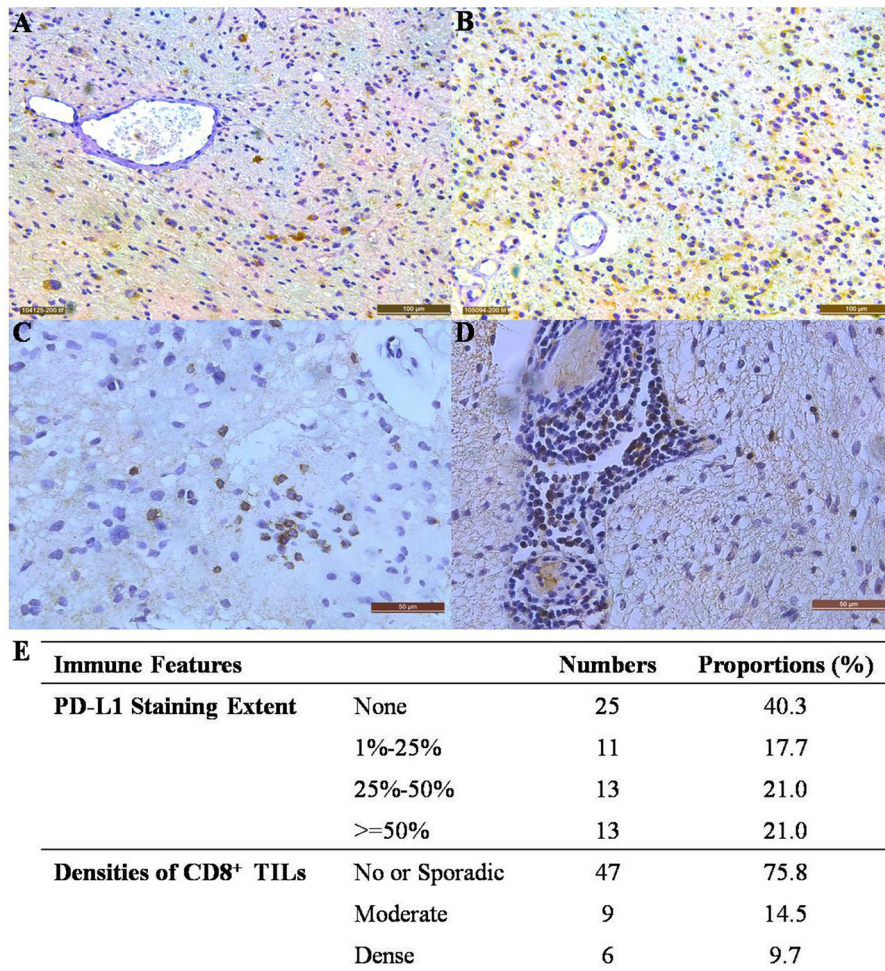 A
B
104125-200.tif
100 µm
105094-200.tif
100 µm
C
D
50 µm
50 µm
E
Immune Features Numbers Proportions (%)
PD-L1 Staining Extent None 25 40.3
1%-25% 11 17.7
25%-50% 13 21.0
>=50% 13 21.0
Densities of CD8⁺ TILs No or Sporadic 47 75.8
Moderate 9 14.5
Dense 6 9.7